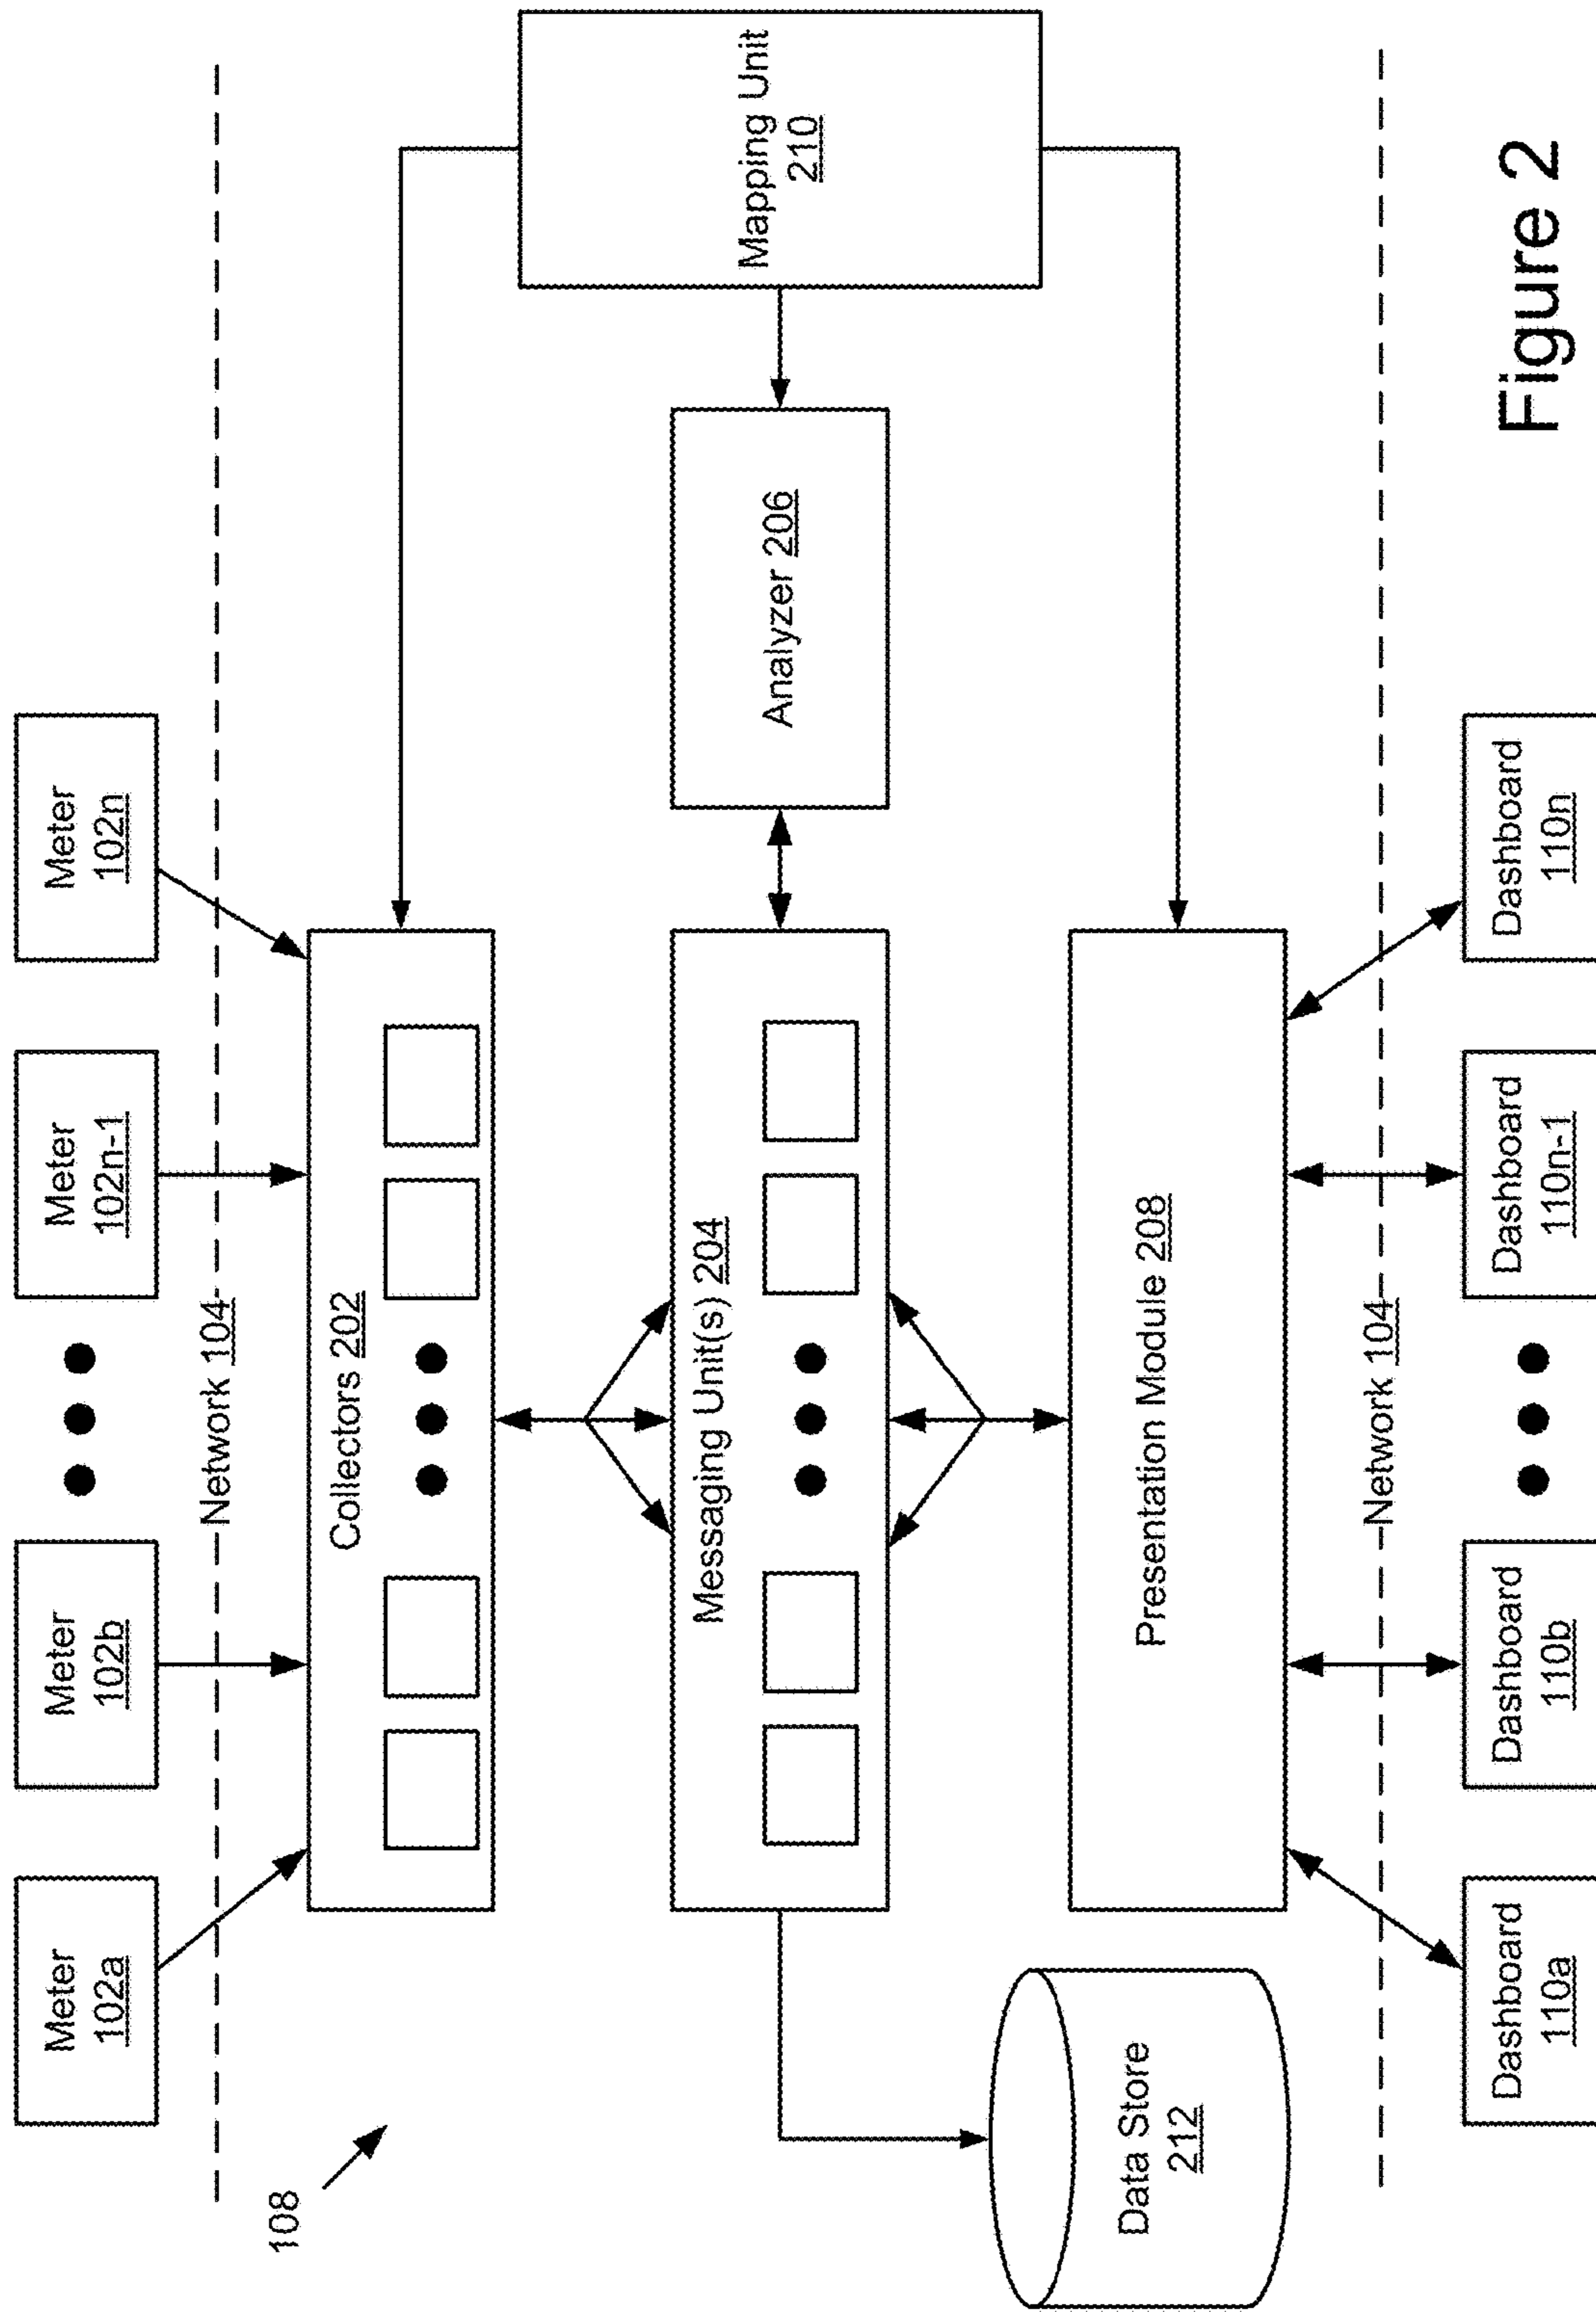 108
Meter
102a
Meter
102b
Meter
102n-1
Meter
102n
Network 104
Collectors 202
Messaging Unit(s) 204
Analyzer 206
Mapping Unit
210
Data Store
212
Presentation Module 208
Network 104
Dashboard
110a
Dashboard
110b
Dashboard
110n-1
Dashboard
110n
Figure 2